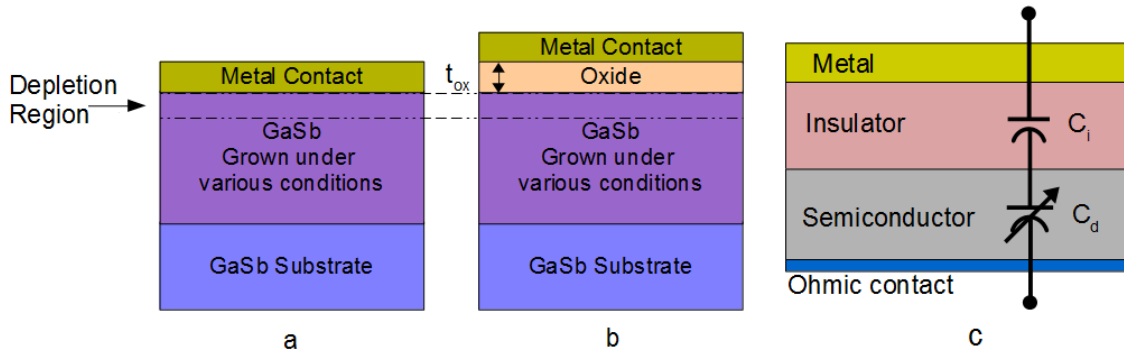 Depletion
Region
Metal Contact
GaSb
Grown under
various conditions
GaSb Substrate
a
t_ox
Metal Contact
Oxide
GaSb
Grown under
various conditions
GaSb Substrate
b
Metal
Insulator
C_i
Semiconductor
C_d
Ohmic contact
c